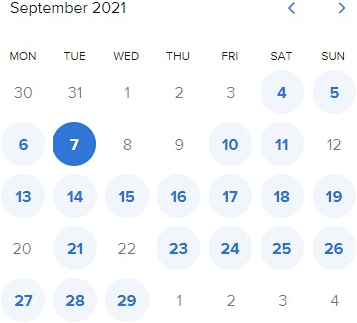 September 2021
MON TUE WED THU FRI SAT SUN
30 31 1 2 3 4 5
6 7 8 9 10 11 12
13 14 15 16 17 18 19
20 21 22 23 24 25 26
27 28 29 1 2 3 4